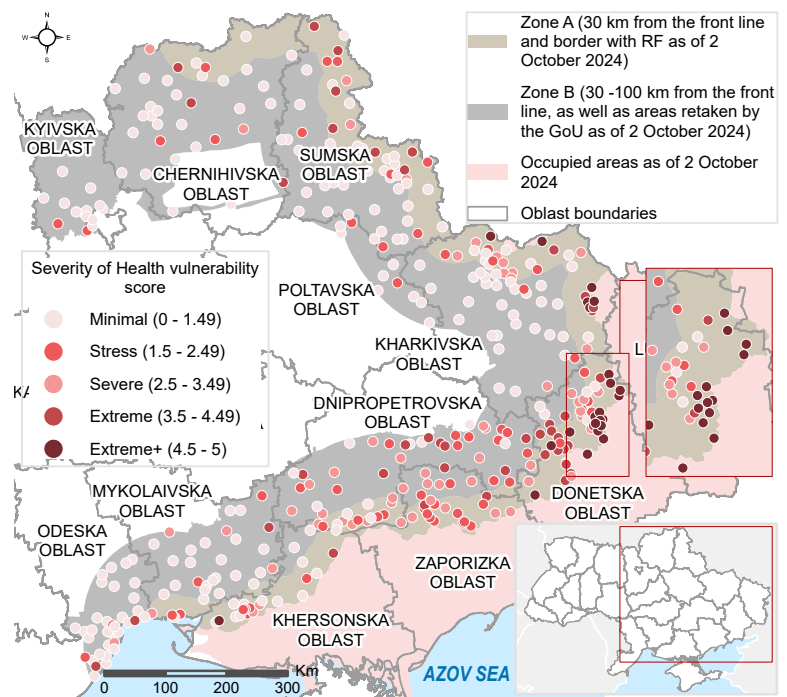 N
W
E
S
Zone A (30 km from the front line
and border with RF as of 2
October 2024)
Zone B (30 -100 km from the front
line, as well as areas retaken by
the GoU as of 2 October 2024)
Occupied areas as of 2 October
2024
Oblast boundaries
KYIVSKA
OBLAST
CHERNIHIVSKA
OBLAST
SUMSKA
OBLAST
Severity of Health vulnerability
score
Minimal (0 - 1.49)
Stress (1.5 - 2.49)
Severe (2.5 - 3.49)
Extreme (3.5 - 4.49)
Extreme+ (4.5 - 5)
POLTAVSKA
OBLAST
KHARKIVSKA
OBLAST
DNIPROPETROVSKA
OBLAST
MYKOLAIVSKA
OBLAST
ODESKA
OBLAST
DONETSKA
OBLAST
ZAPORIZKA
OBLAST
KHERSONSKA
OBLAST
AZOV SEA
Km
0
100
200
300